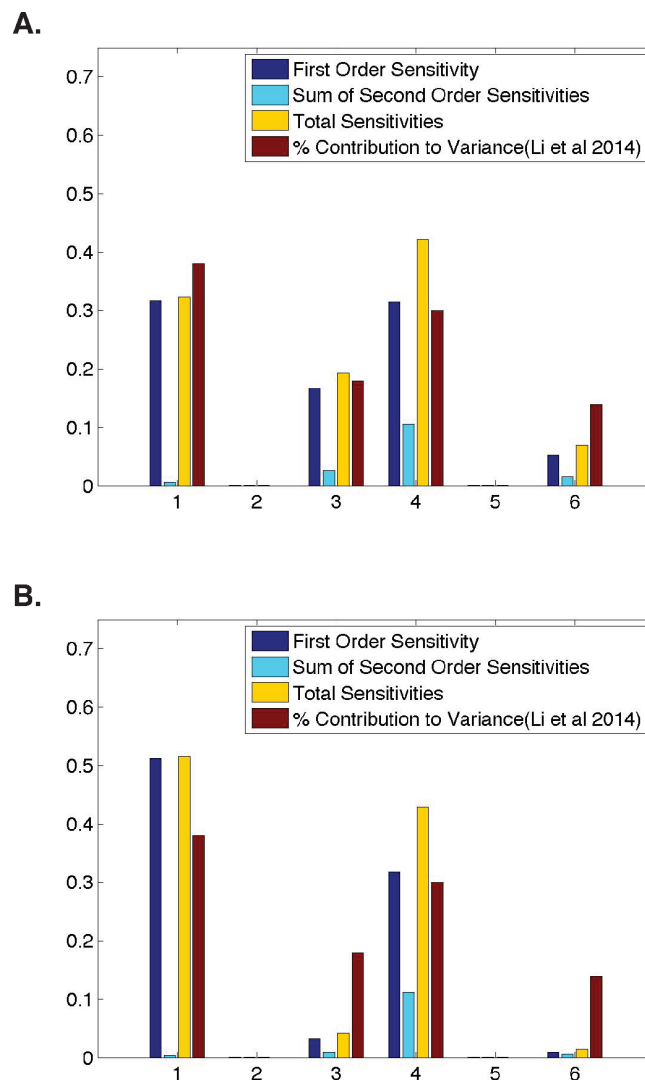 A.
First Order Sensitivity
Sum of Second Order Sensitivities
Total Sensitivities
% Contribution to Variance(Li et al 2014)
0.7
0.6
0.5
0.4
0.3
0.2
0.1
0
1 2 3 4 5 6
B.
First Order Sensitivity
Sum of Second Order Sensitivities
Total Sensitivities
% Contribution to Variance(Li et al 2014)
0.7
0.6
0.5
0.4
0.3
0.2
0.1
0
1 2 3 4 5 6